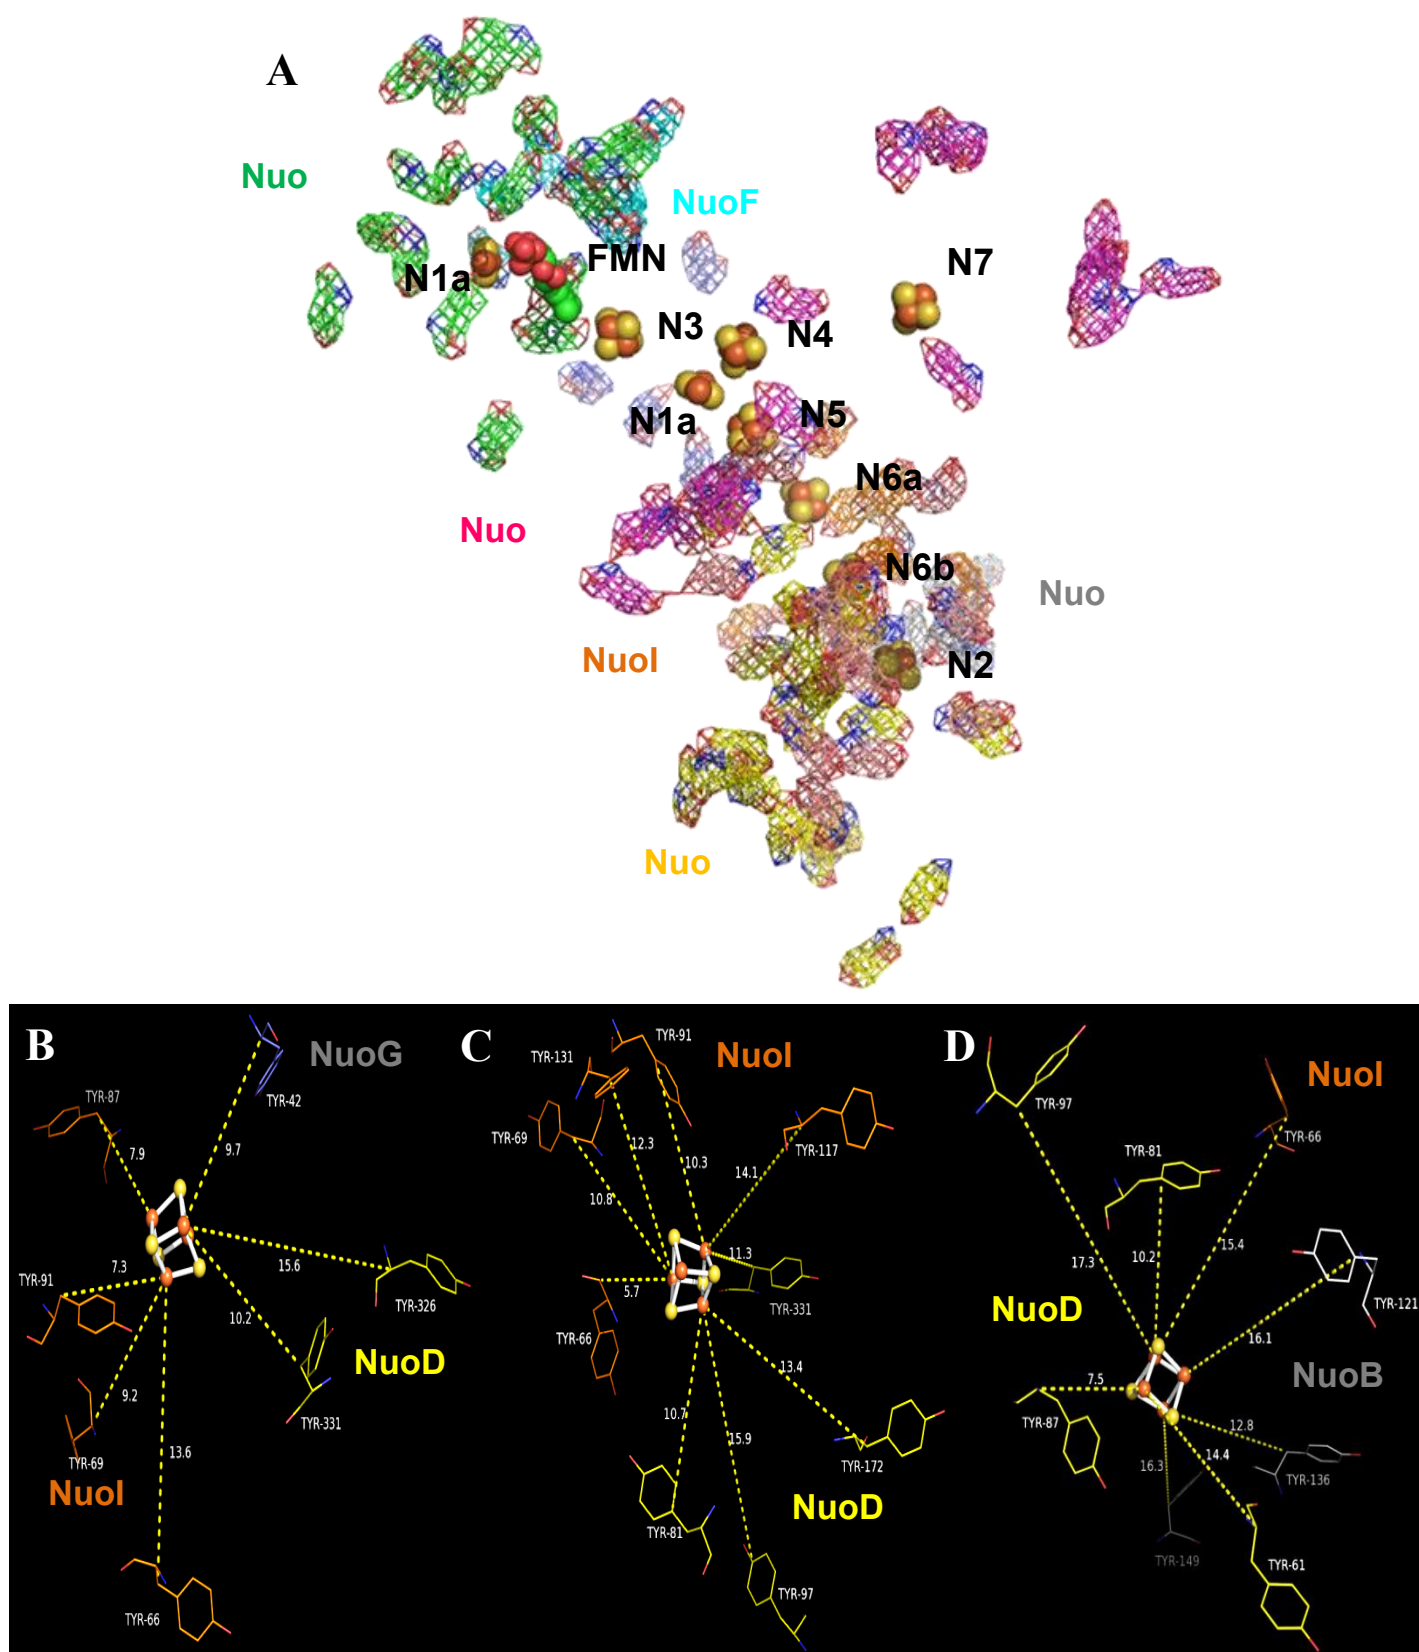 A
Nuo
NuoF
N1a
FMN
N7
N3
N4
N1a
N5
N6a
Nuo
N6b
Nuo
NuoI
N2
Nuo
B
NuoG
TYR-87
TYR-42
7.9
9.7
7.3
15.6
TYR-91
TYR-326
10.2
NuoD
9.2
TYR-331
TYR-69
13.6
NuoI
TYR-66
C
TYR-91
NuoI
TYR-131
TYR-69
12.3
10.3
TYR-117
14.1
10.8
11.3
5.7
TYR-331
TYR-66
13.4
10.7
15.9
TYR-172
NuoD
TYR-81
TYR-97
D
NuoI
TYR-97
TYR-66
TYR-81
15.4
10.2
17.3
TYR-121
NuoD
16.1
NuoB
7.5
TYR-87
12.8
14.4
16.3
TYR-136
TYR-149
TYR-61